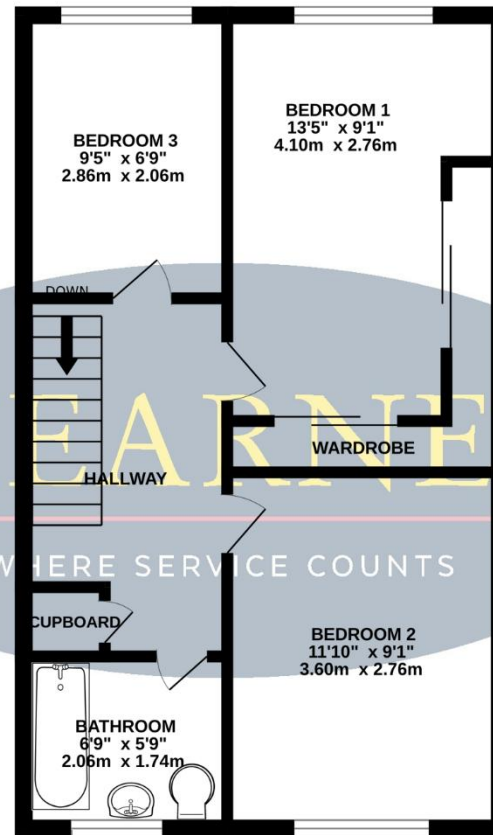 BEDROOM 3
9'5" x 6'9"
2.86m x 2.06m
BEDROOM 1
13'5" x 9'1"
4.10m x 2.76m
DOWN
EARNE
WARDROBE
HALLWAY
WHERE SERVICE COUNTS
CUPBOARD
BEDROOM 2
11'10" x 9'1"
3.60m x 2.76m
BATHROOM
6'9" x 5'9"
2.06m x 1.74m